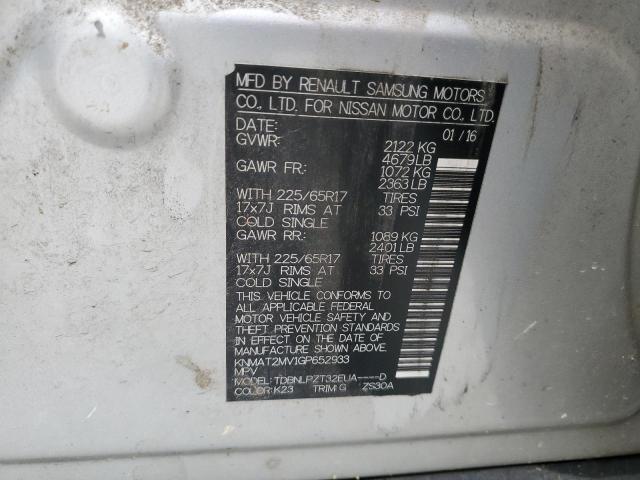 MFD BY RENAULT SAMSUNG MOTORS
CO., LTD. FOR NISSAN MOTOR CO., LTD.
DATE: 01/16
GVWR: 2122 KG
4679 LB
GAWR FR: 1072 KG
2363 LB
WITH 225/65R17 TIRES
17x7J RIMS AT 33 PSI
COLD SINGLE
GAWR RR: 1089 KG
2401 LB
WITH 225/65R17 TIRES
17x7J RIMS AT 33 PSI
COLD SINGLE
THIS VEHICLE CONFORMS TO
ALL APPLICABLE FEDERAL
MOTOR VEHICLE SAFETY AND
THEFT PREVENTION STANDARDS
IN EFFECT ON THE DATE OF
MANUFACTURE SHOWN ABOVE.
KNMAT2MV1GP652933
MPV
MODEL: TDBNLPZT32EUA----D
COLOR: K23 TRIM: G ZS30A